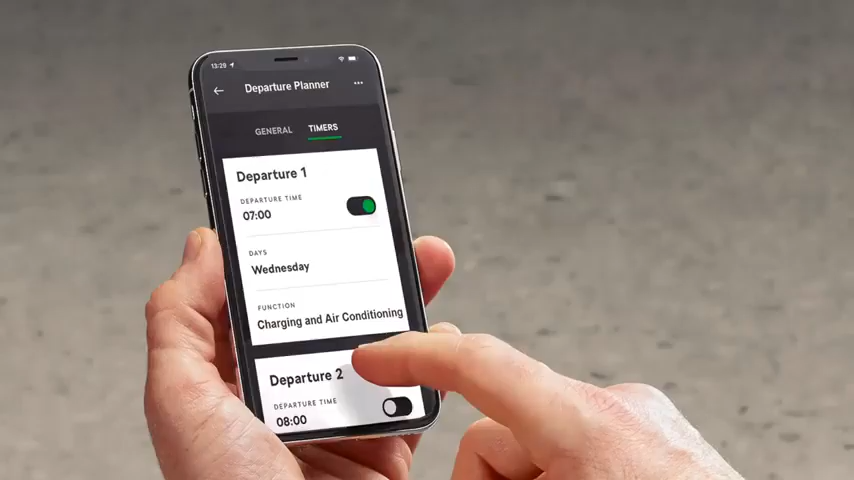 13:29
Departure Planner
GENERAL TIMERS
Departure 1
DEPARTURE TIME
07:00
DAYS
Wednesday
FUNCTION
Charging and Air Conditioning
Departure 2
DEPARTURE TIME
08:00